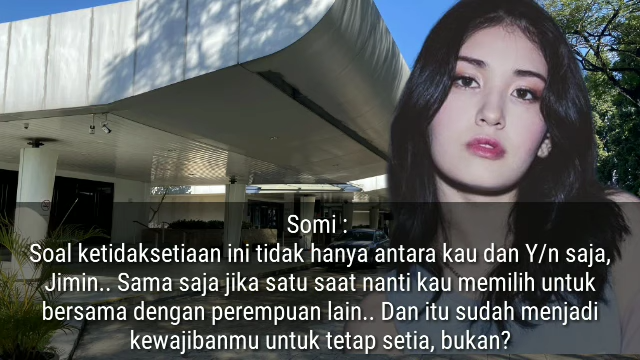 Somi :
Soal ketidaksetiaan ini tidak hanya antara kau dan Y/n saja,
Jimin.. Sama saja jika satu saat nanti kau memilih untuk
bersama dengan perempuan lain.. Dan itu sudah menjadi
kewajibanmu untuk tetap setia, bukan?